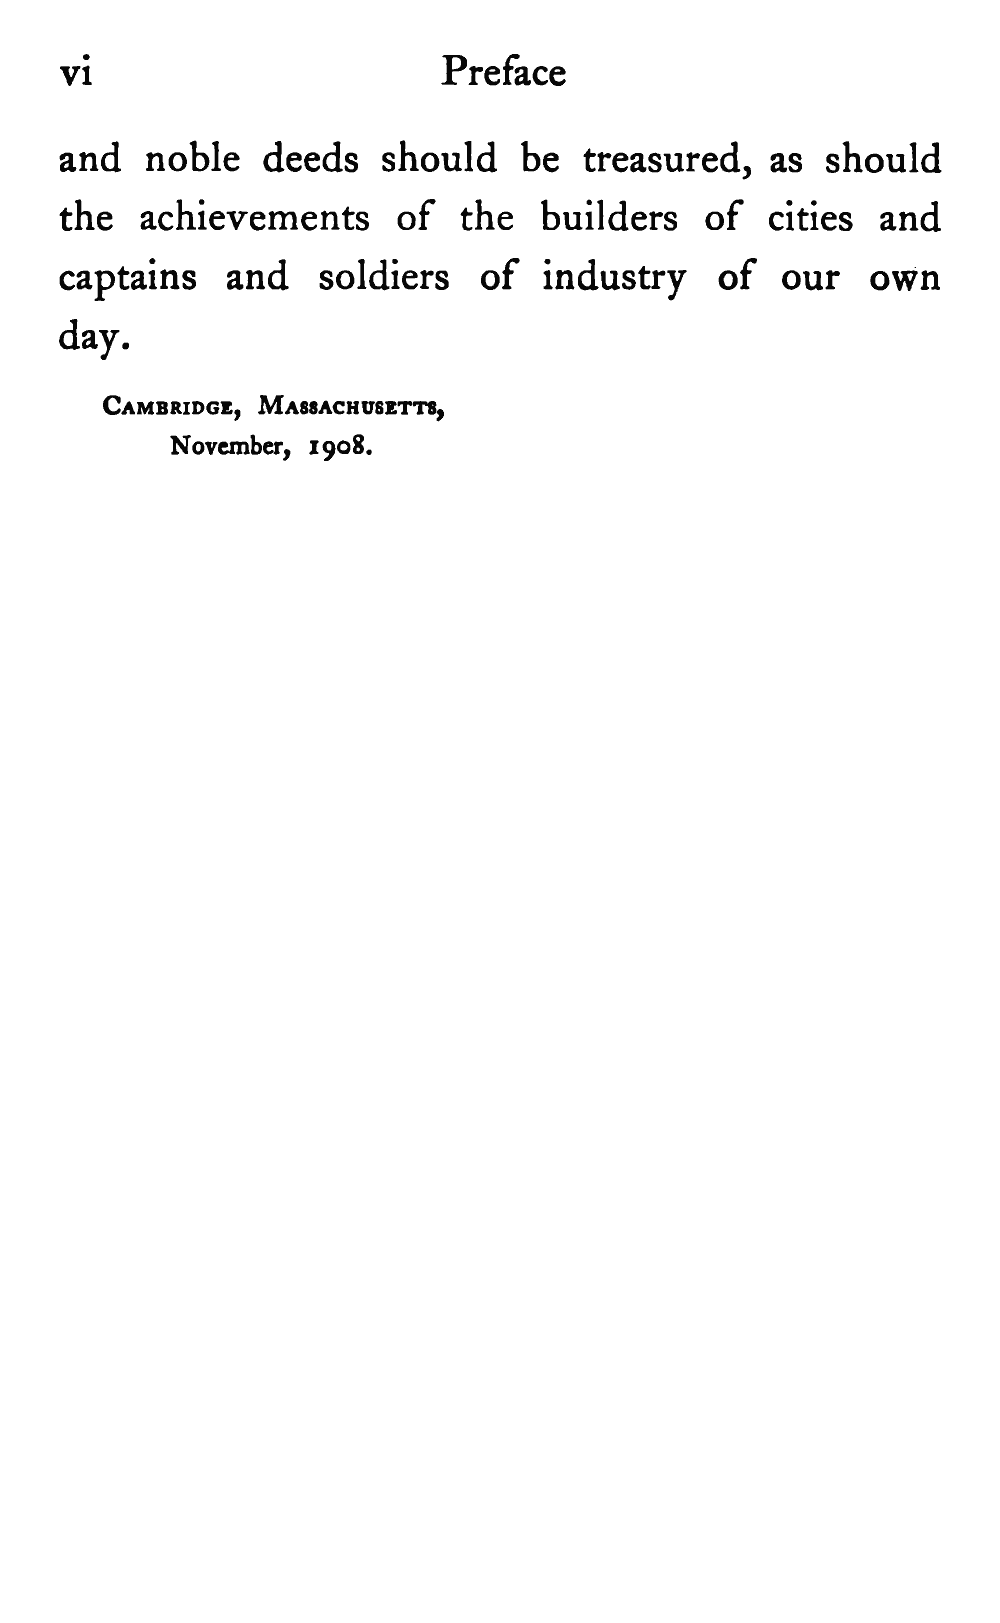 vi Preface
and noble deeds should be treasured, as should
the achievements of the builders of cities and
captains and soldiers of industry of our own
day.
Cambridge, Massachusetts,
November, 1908.